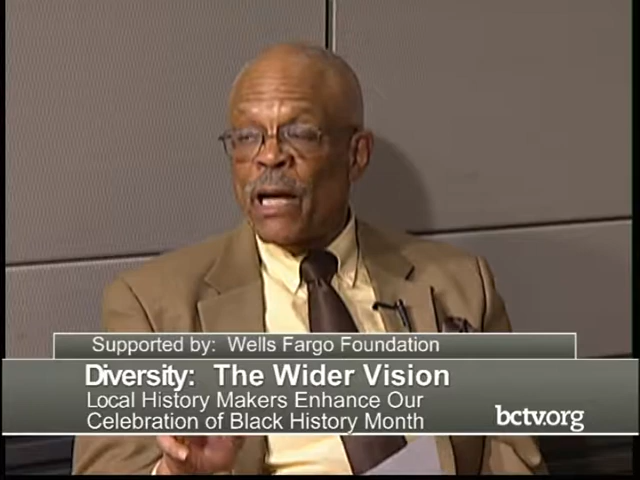 Supported by: Wells Fargo Foundation
Diversity: The Wider Vision
Local History Makers Enhance Our
Celebration of Black History Month
bctv.org